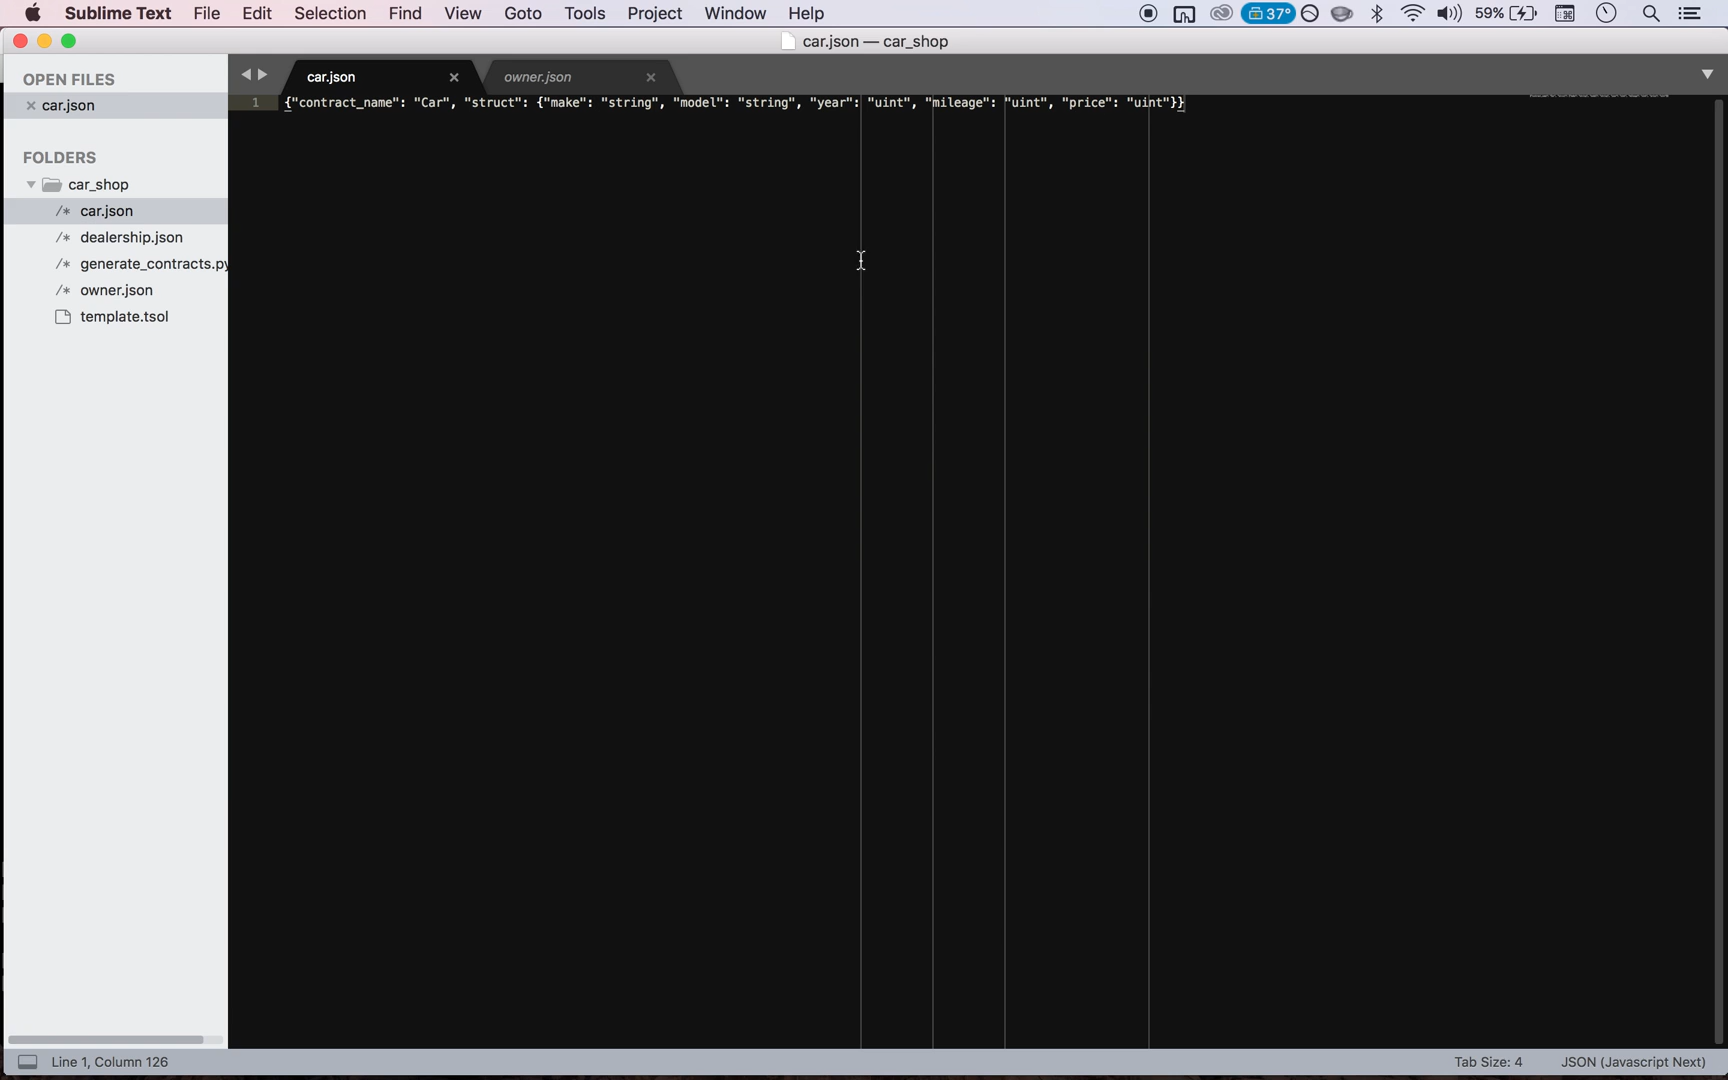 Sublime Text File Edit Selection Find View Goto Tools Project Window Help 37° 59%
car.json — car_shop
OPEN FILES
car.json
FOLDERS
car_shop
/* car.json
/* dealership.json
/* generate_contracts.py
/* owner.json
template.tsol
car.json owner.json
1 {"contract_name": "Car", "struct": {"make": "string", "model": "string", "year": "uint", "mileage": "uint", "price": "uint"}}
Line 1, Column 126 Tab Size: 4 JSON (Javascript Next)